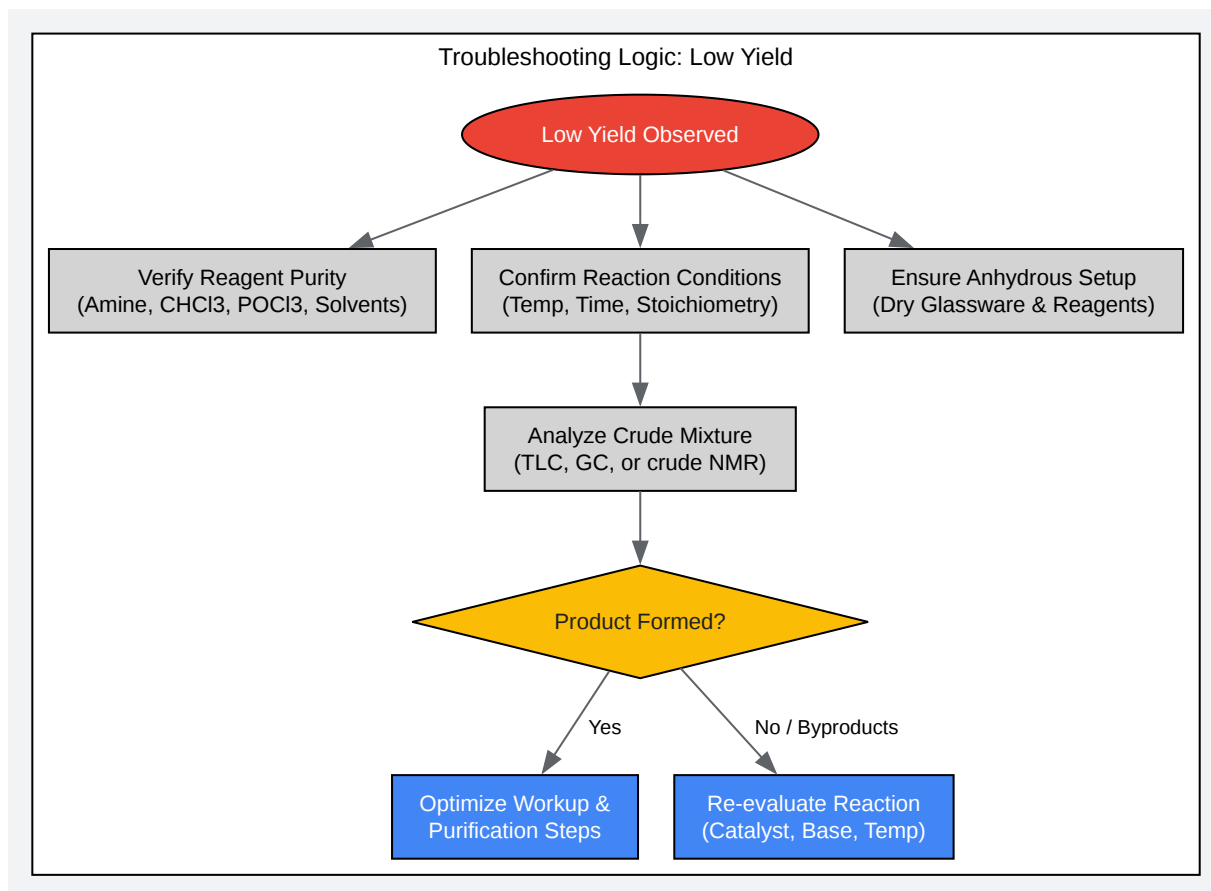 Troubleshooting Logic: Low Yield
Low Yield Observed
Verify Reagent Purity
(Amine, CHCl3, POCl3, Solvents)
Confirm Reaction Conditions
(Temp, Time, Stoichiometry)
Ensure Anhydrous Setup
(Dry Glassware & Reagents)
Analyze Crude Mixture
(TLC, GC, or crude NMR)
Product Formed?
Yes
No / Byproducts
Optimize Workup &
Purification Steps
Re-evaluate Reaction
(Catalyst, Base, Temp)